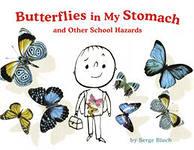 Butterflies in My Stomach
and Other School Hazards
by Serge Bloch